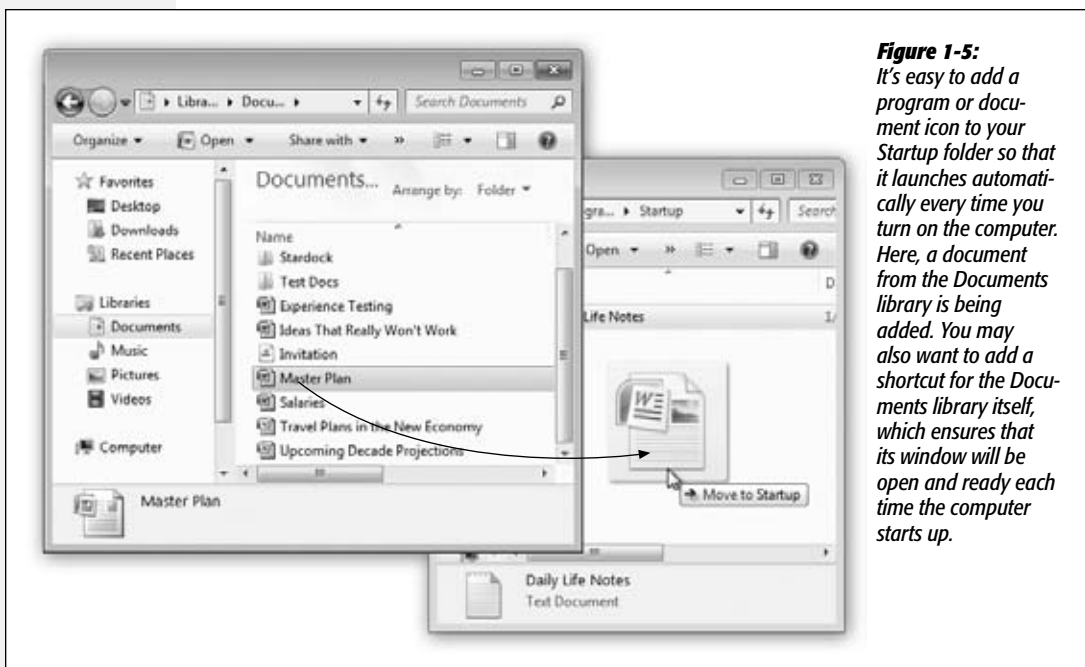 Libra... Docu... Search Documents
Organize Open Share with »
Favorites
Desktop
Downloads
Recent Places
Libraries
Documents
Music
Pictures
Videos
Computer
Documents...
Arrange by: Folder
Name
Stardock
Test Docs
Experience Testing
Ideas That Really Won't Work
Invitation
Master Plan
Salaries
Travel Plans in the New Economy
Upcoming Decade Projections
Master Plan
gra... Startup Search
Open »
D
Life Notes 1/
Move to Startup
Daily Life Notes
Text Document
Figure 1-5:
It's easy to add a
program or docu-
ment icon to your
Startup folder so that
it launches automati-
cally every time you
turn on the computer.
Here, a document
from the Documents
library is being
added. You may
also want to add a
shortcut for the Docu-
ments library itself,
which ensures that
its window will be
open and ready each
time the computer
starts up.